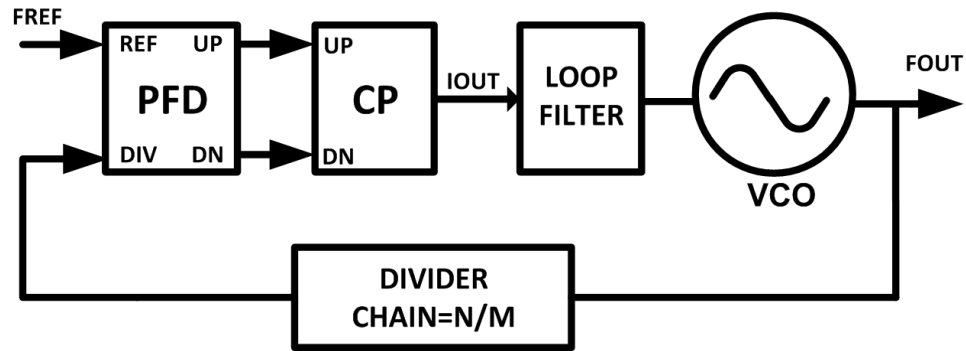 FREF
REF UP
PFD
DIV DN
UP
CP
DN
IOUT
LOOP
FILTER
VCO
FOUT
DIVIDER
CHAIN=N/M